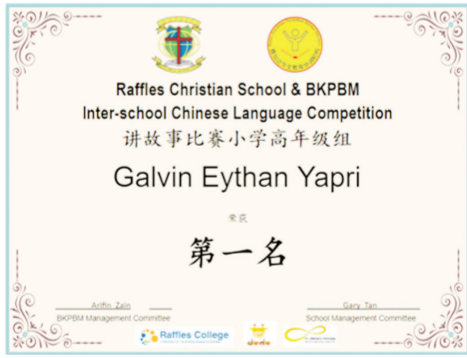 Raffles Christian School & BKPBM
Inter-school Chinese Language Competition
讲故事比赛小学高年级组
Galvin Eythan Yapri
荣获
第一名
Arifin Zain
BKPBM Management Committee
Gary Tan
School Management Committee
Raffles College